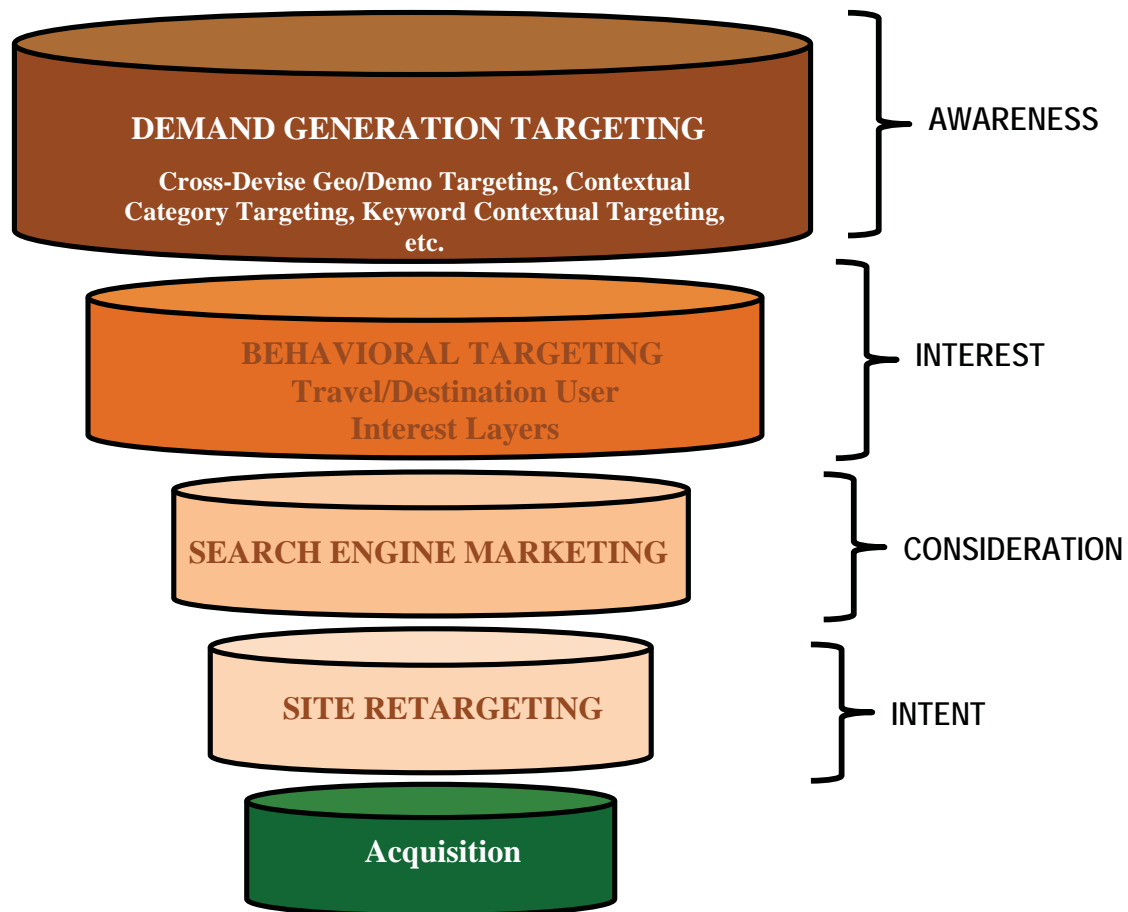 DEMAND GENERATION TARGETING
AWARENESS
Cross-Devise Geo/Demo Targeting, Contextual
Category Targeting, Keyword Contextual Targeting,
etc.
BEHAVIORAL TARGETING
INTEREST
Travel/Destination User
Interest Layers
SEARCH ENGINE MARKETING
CONSIDERATION
SITE RETARGETING
INTENT
Acquisition